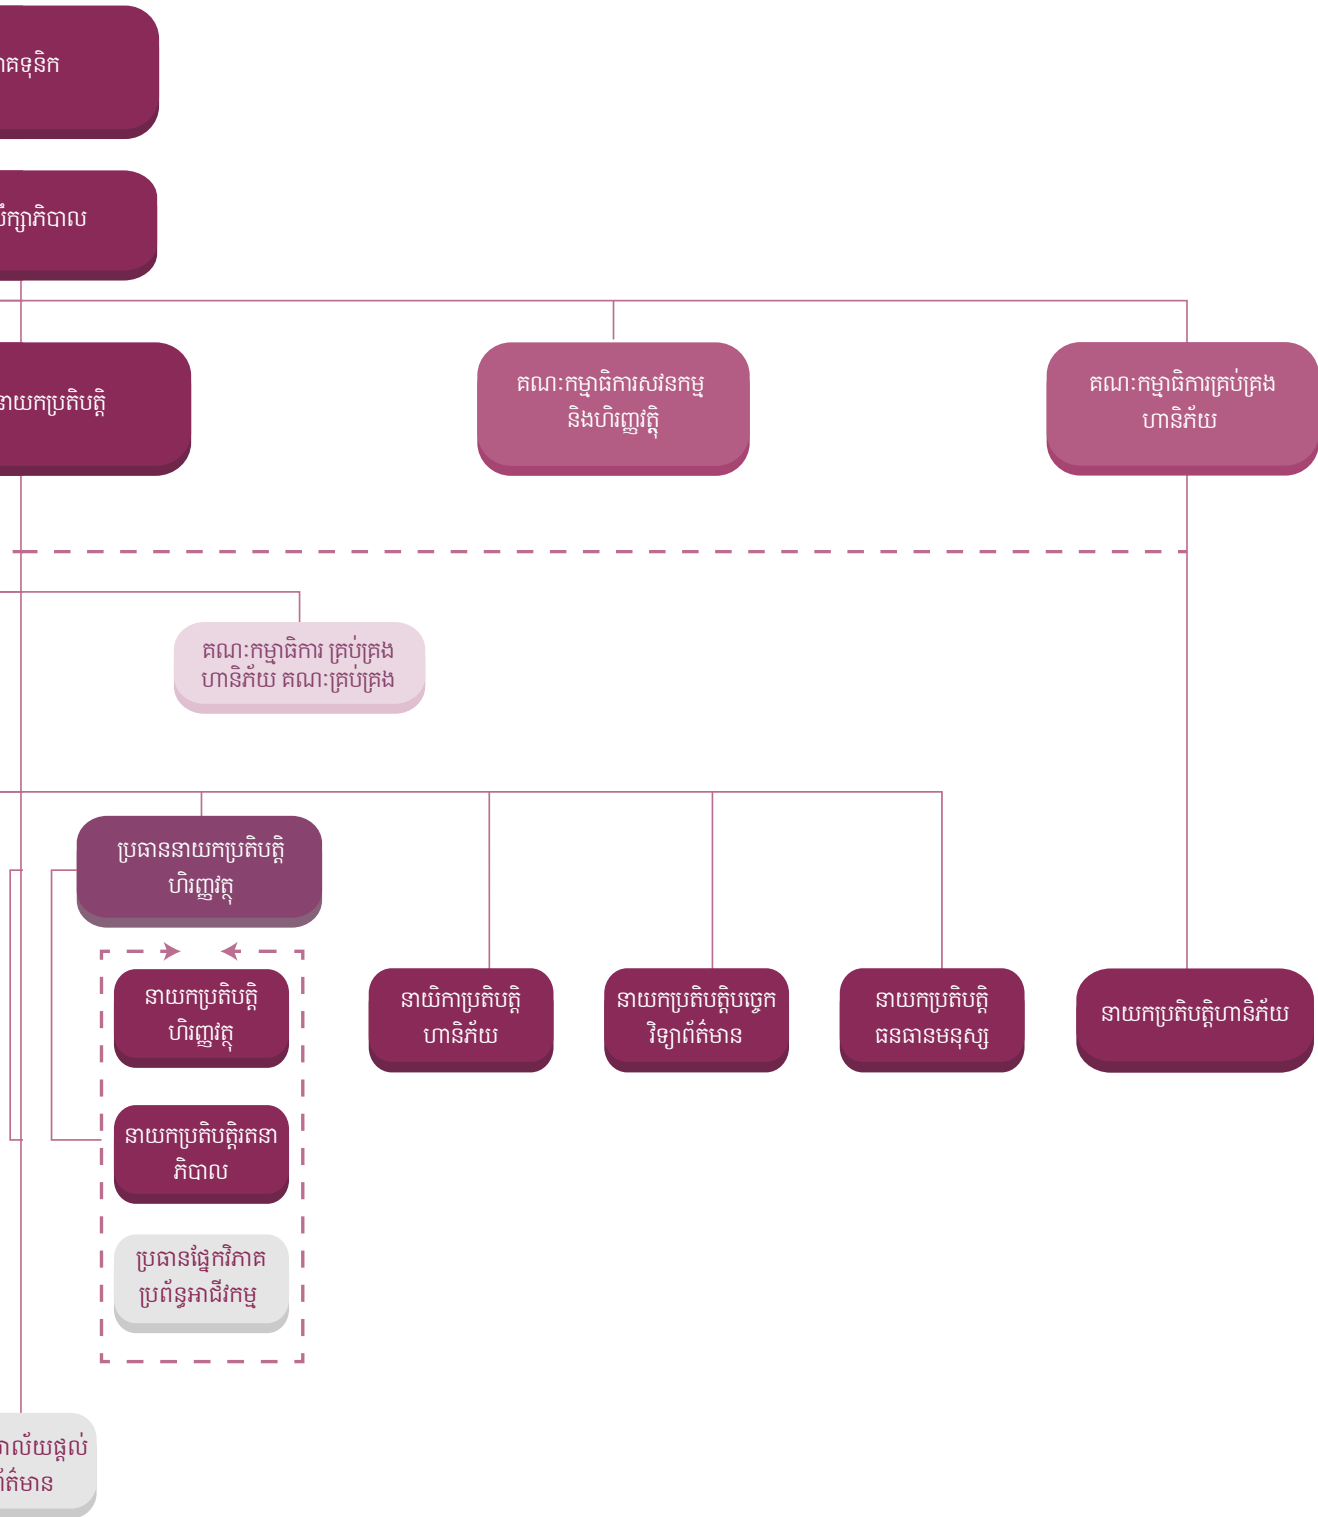 គទុនិក
ក្សាភិបាល
នាយកប្រតិបត្តិ
គណៈកម្មាធិការសវនកម្ម
និងហិរញ្ញវត្ថុិ
គណៈកម្មាធិការគ្រប់គ្រង
ហានិភ័យ
គណៈកម្មាធិការ គ្រប់គ្រង
ហានិភ័យ គណៈគ្រប់គ្រង
ប្រធាននាយកប្រតិបត្តិ
ហិរញ្ញវត្ថុ
នាយកប្រតិបត្តិ
ហិរញ្ញវត្ថុ
នាយិកាប្រតិបត្តិ
ហានិភ័យ
នាយកប្រតិបត្តិបច្ចេក
វិទ្យាព័ត៌មាន
នាយកប្រតិបត្តិ
ធនធានមនុស្ស
នាយកប្រតិបត្តិហានិភ័យ
នាយកប្រតិបត្តិរតនា
ភិបាល
ប្រធានផ្នែកវិភាគ
ប្រព័ន្ធអាជីវកម្ម
ល័យផ្តល់
ត៌មាន